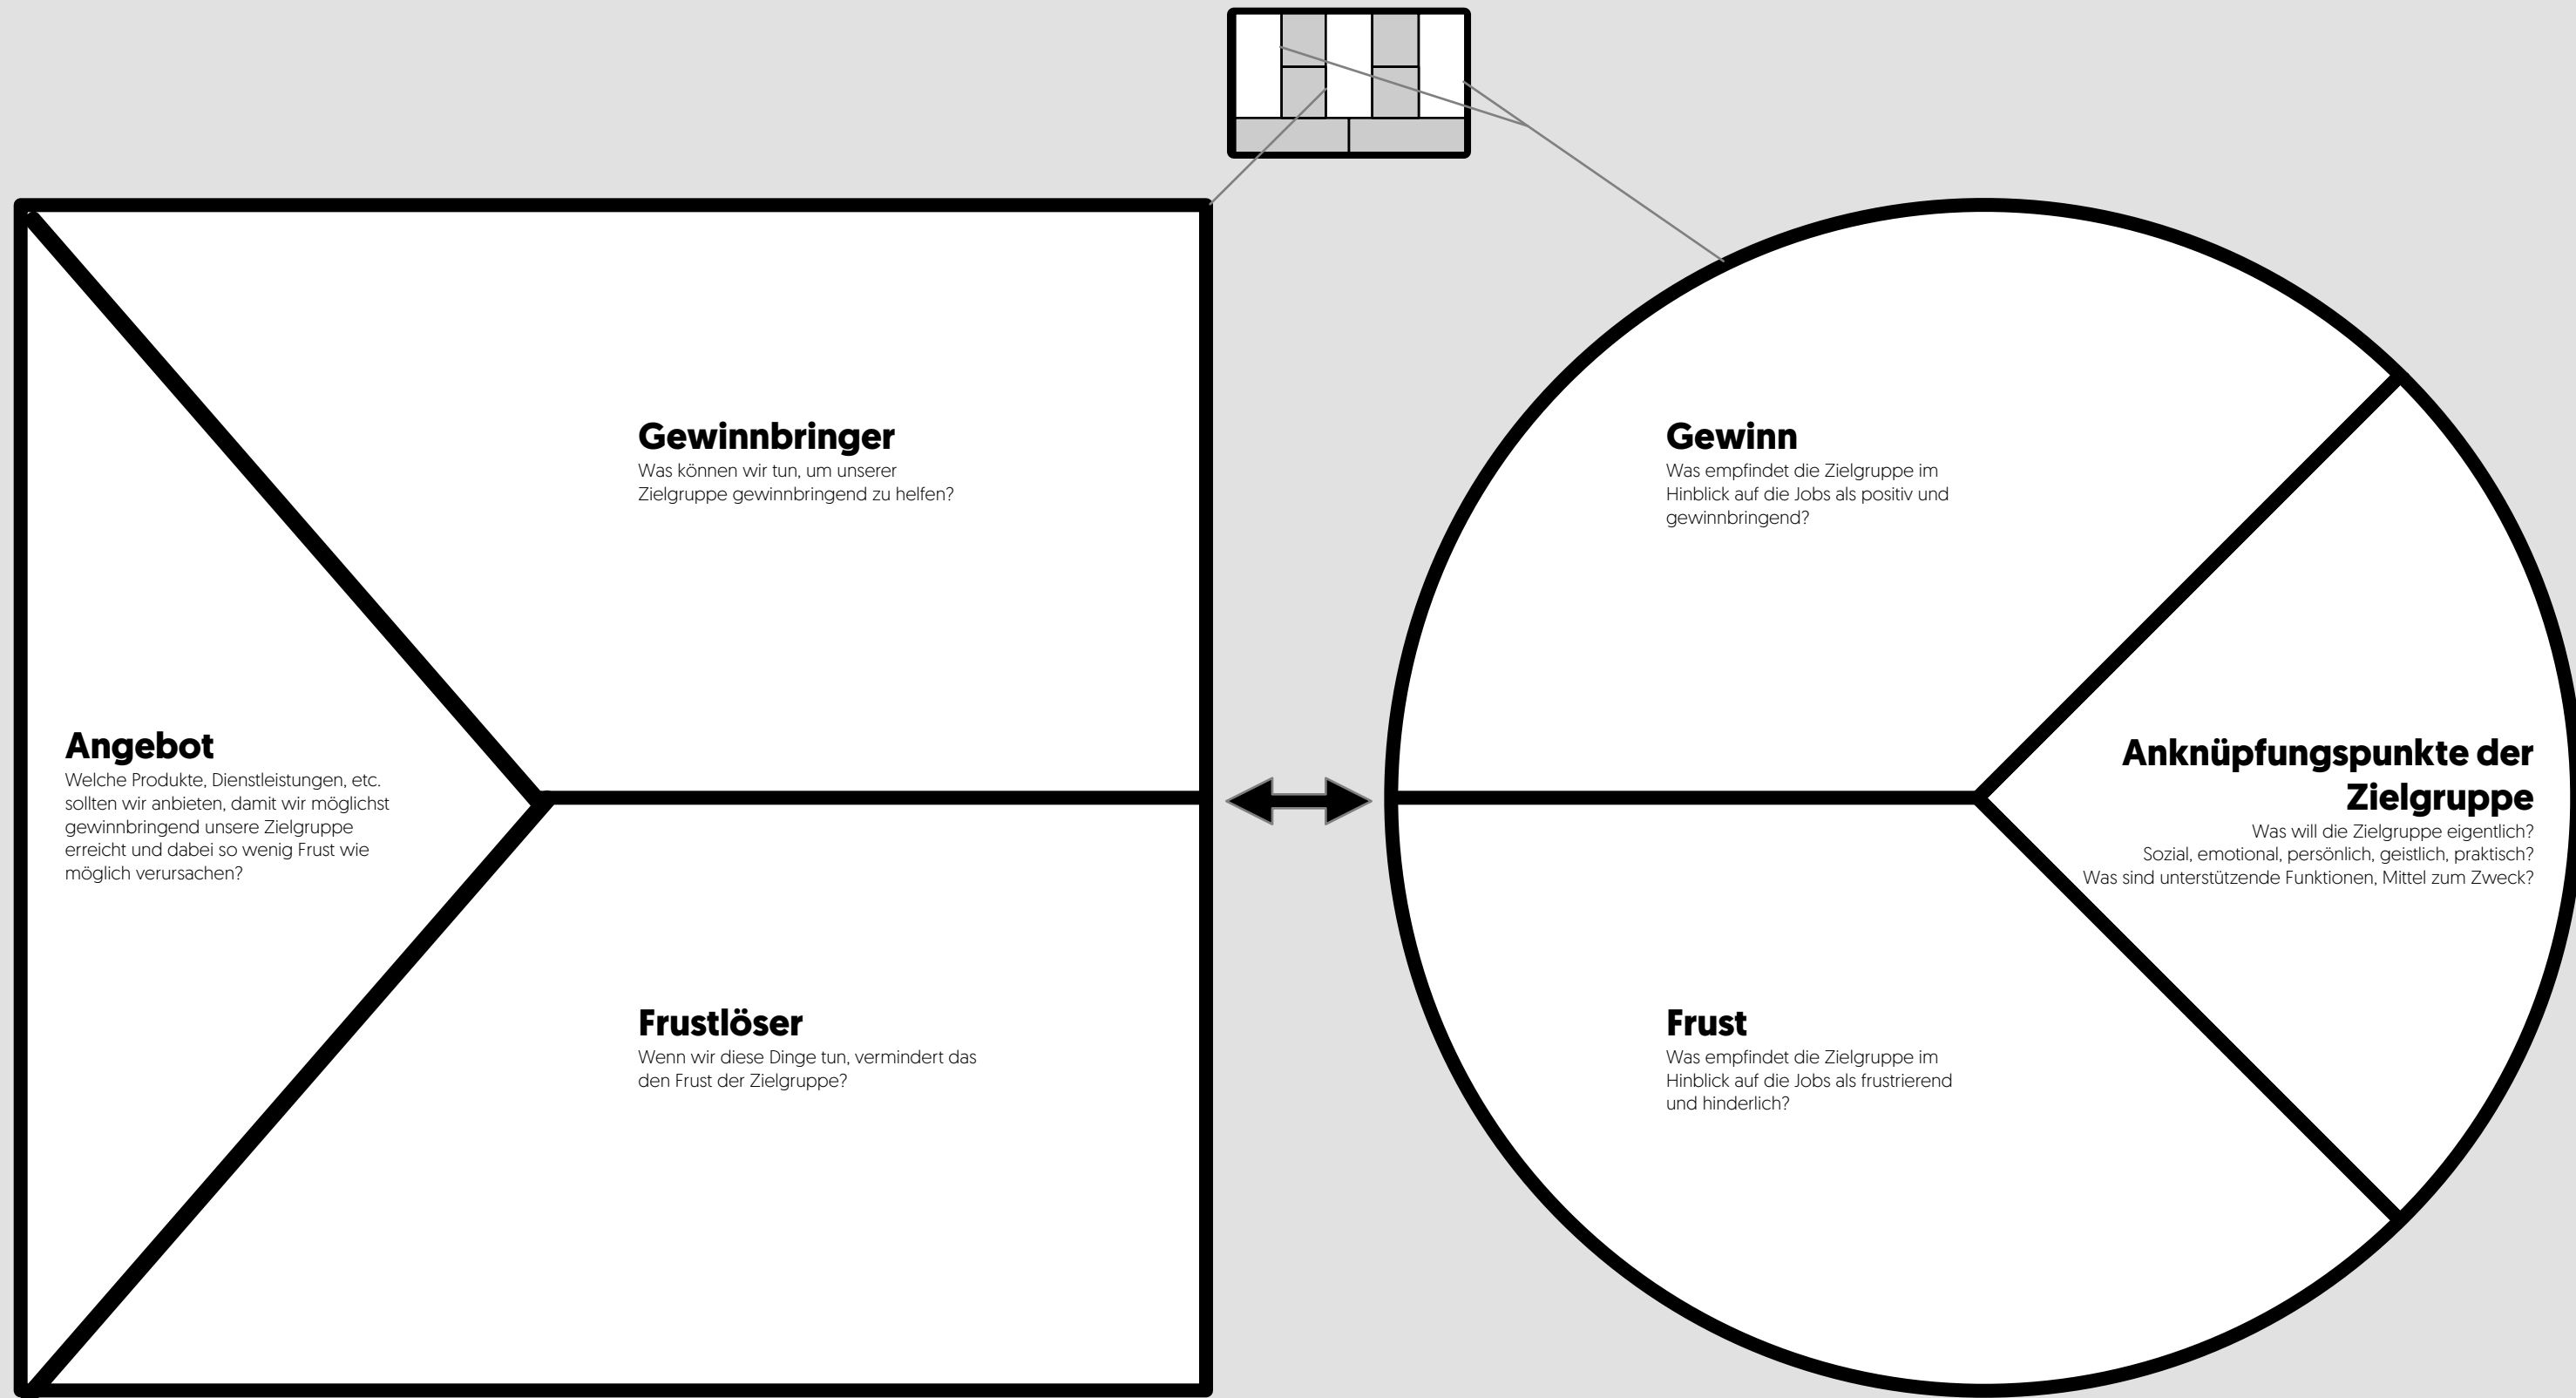 Gewinnbringer
Was können wir tun, um unserer
Zielgruppe gewinnbringend zu helfen?
Angebot
Welche Produkte, Dienstleistungen, etc.
sollten wir anbieten, damit wir möglichst
gewinnbringend unsere Zielgruppe
erreicht und dabei so wenig Frust wie
möglich verursachen?
Frustlöser
Wenn wir diese Dinge tun, vermindert das
den Frust der Zielgruppe?
Gewinn
Was empfindet die Zielgruppe im
Hinblick auf die Jobs als positiv und
gewinnbringend?
Anknüpfungspunkte der
Zielgruppe
Was will die Zielgruppe eigentlich?
Sozial, emotional, persönlich, geistlich, praktisch?
Was sind unterstützende Funktionen, Mittel zum Zweck?
Frust
Was empfindet die Zielgruppe im
Hinblick auf die Jobs als frustrierend
und hinderlich?